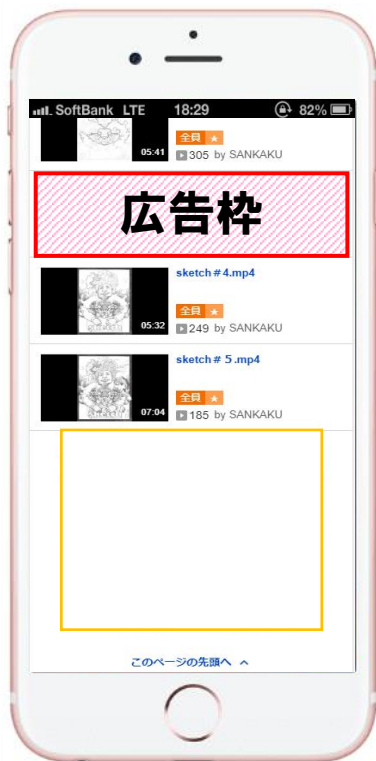 SoftBank LTE 18:29 82%
全員 ★
05:41
305 by SANKAKU
広告枠
sketch＃4.mp4
全員 ★
05:32
249 by SANKAKU
sketch＃５.mp4
全員 ★
07:04
185 by SANKAKU
このページの先頭へ